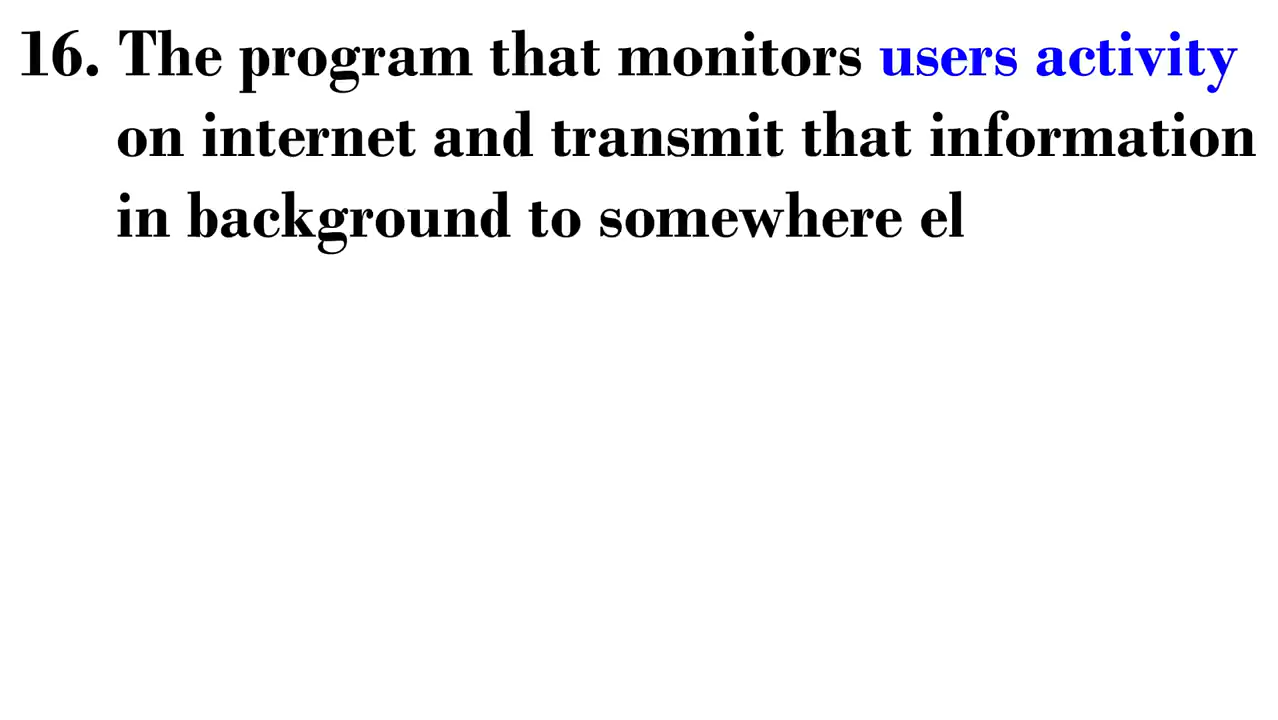 16. The program that monitors users activity
on internet and transmit that information
in background to somewhere el